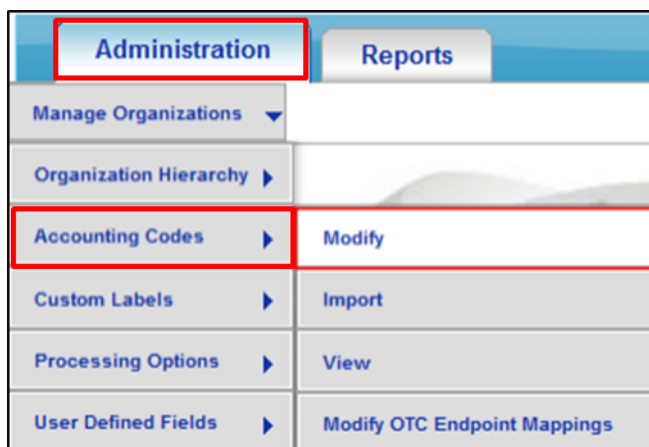 Administration Reports
Manage Organizations
Organization Hierarchy
Accounting Codes Modify
Custom Labels Import
Processing Options View
User Defined Fields Modify OTC Endpoint Mappings